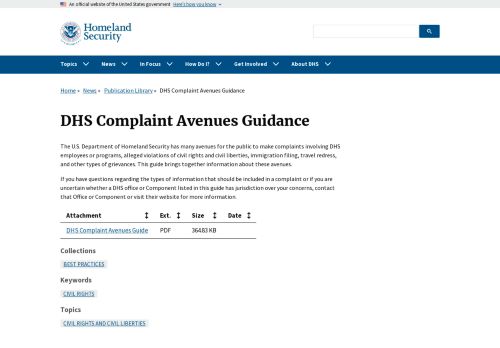 An official website of the United States government Here's how you know
Homeland
Security
Topics News In Focus How Do I? Get Involved About DHS
Home » News » Publication Library » DHS Complaint Avenues Guidance
DHS Complaint Avenues Guidance
The U.S. Department of Homeland Security has many avenues for the public to make complaints involving DHS
employees or programs, alleged violations of civil rights and civil liberties, immigration filing, travel redress,
and other types of grievances. This guide brings together information about these avenues.
If you have questions regarding the types of information that should be included in a complaint or if you are
uncertain whether a DHS office or Component listed in this guide has jurisdiction over your concerns, contact
that Office or Component or visit their website for more information.
Attachment Ext. Size Date
DHS Complaint Avenues Guide PDF 364.83 KB
Collections
BEST PRACTICES
Keywords
CIVIL RIGHTS
Topics
CIVIL RIGHTS AND CIVIL LIBERTIES